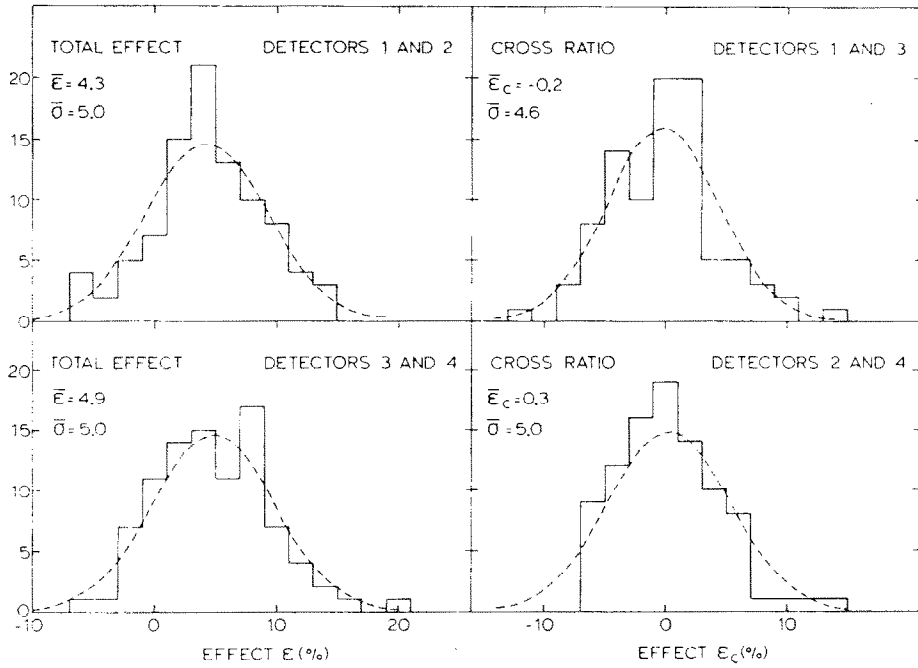 TOTAL EFFECT DETECTORS 1 AND 2
ε̅=4.3
σ̅=5.0
20
15
10
5
0
CROSS RATIO DETECTORS 1 AND 3
ε̅c=-0.2
σ̅=4.6
TOTAL EFFECT DETECTORS 3 AND 4
ε̅=4.9
σ̅=5.0
20
15
10
5
0
-10 0 10 20
EFFECT ε(%)
CROSS RATIO DETECTORS 2 AND 4
ε̅c=0.3
σ̅=5.0
-10 0 10
EFFECT εc(%)